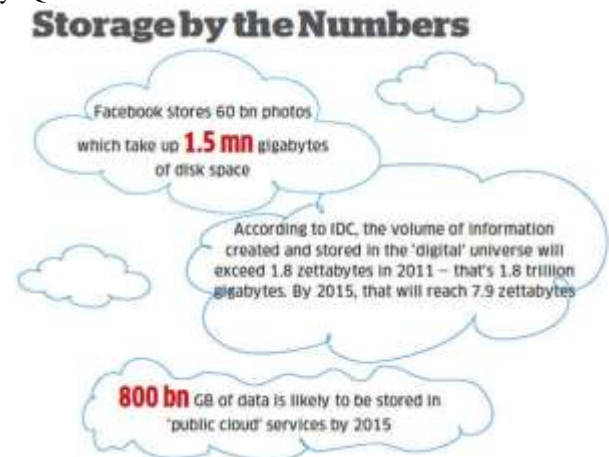 Storage by the Numbers
Facebook stores 60 bn photos
which take up 1.5 mn gigabytes
of disk space
According to IDC, the volume of information
created and stored in the 'digital' universe will
exceed 1.8 zettabytes in 2011 – that's 1.8 trillion
gigabytes. By 2015, that will reach 7.9 zettabytes
800 bn GB of data is likely to be stored in
'public cloud' services by 2015